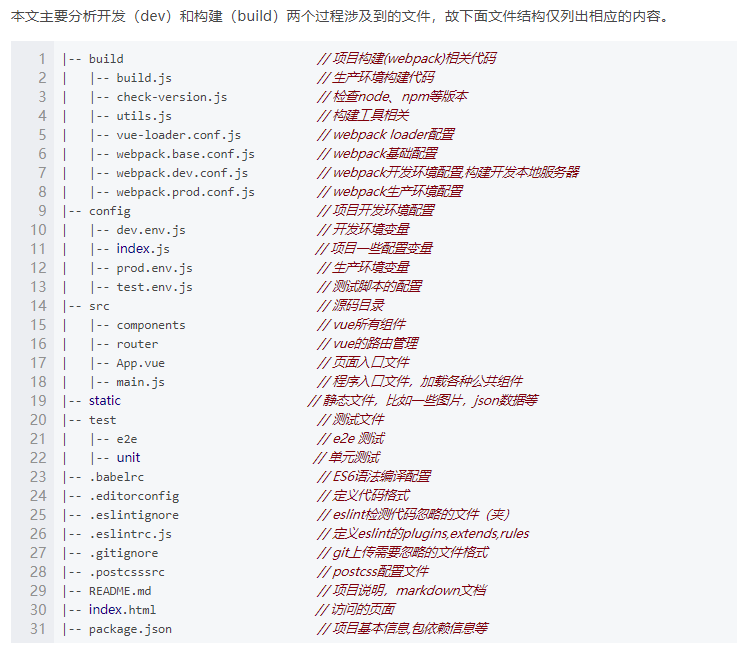 本文主要分析开发（dev）和构建（build）两个过程涉及到的文件，故下面文件结构仅列出相应的内容。
1 |-- build // 项目构建(webpack)相关代码
2 | |-- build.js // 生产环境构建代码
3 | |-- check-version.js // 检查node、npm等版本
4 | |-- utils.js // 构建工具相关
5 | |-- vue-loader.conf.js // webpack loader配置
6 | |-- webpack.base.conf.js // webpack基础配置
7 | |-- webpack.dev.conf.js // webpack开发环境配置,构建开发本地服务器
8 | |-- webpack.prod.conf.js // webpack生产环境配置
9 |-- config // 项目开发环境配置
10 | |-- dev.env.js // 开发环境变量
11 | |-- index.js // 项目一些配置变量
12 | |-- prod.env.js // 生产环境变量
13 | |-- test.env.js // 测试脚本的配置
14 |-- src // 源码目录
15 | |-- components // vue所有组件
16 | |-- router // vue的路由管理
17 | |-- App.vue // 页面入口文件
18 | |-- main.js // 程序入口文件，加载各种公共组件
19 |-- static // 静态文件，比如一些图片，json数据等
20 |-- test // 测试文件
21 | |-- e2e // e2e 测试
22 | |-- unit // 单元测试
23 |-- .babelrc // ES6语法编译配置
24 |-- .editorconfig // 定义代码格式
25 |-- .eslintignore // eslint检测代码忽略的文件（夹）
26 |-- .eslintrc.js // 定义eslint的plugins,extends,rules
27 |-- .gitignore // git上传需要忽略的文件格式
28 |-- .postcsssrc // postcss配置文件
29 |-- README.md // 项目说明，markdown文档
30 |-- index.html // 访问的页面
31 |-- package.json // 项目基本信息,包依赖信息等